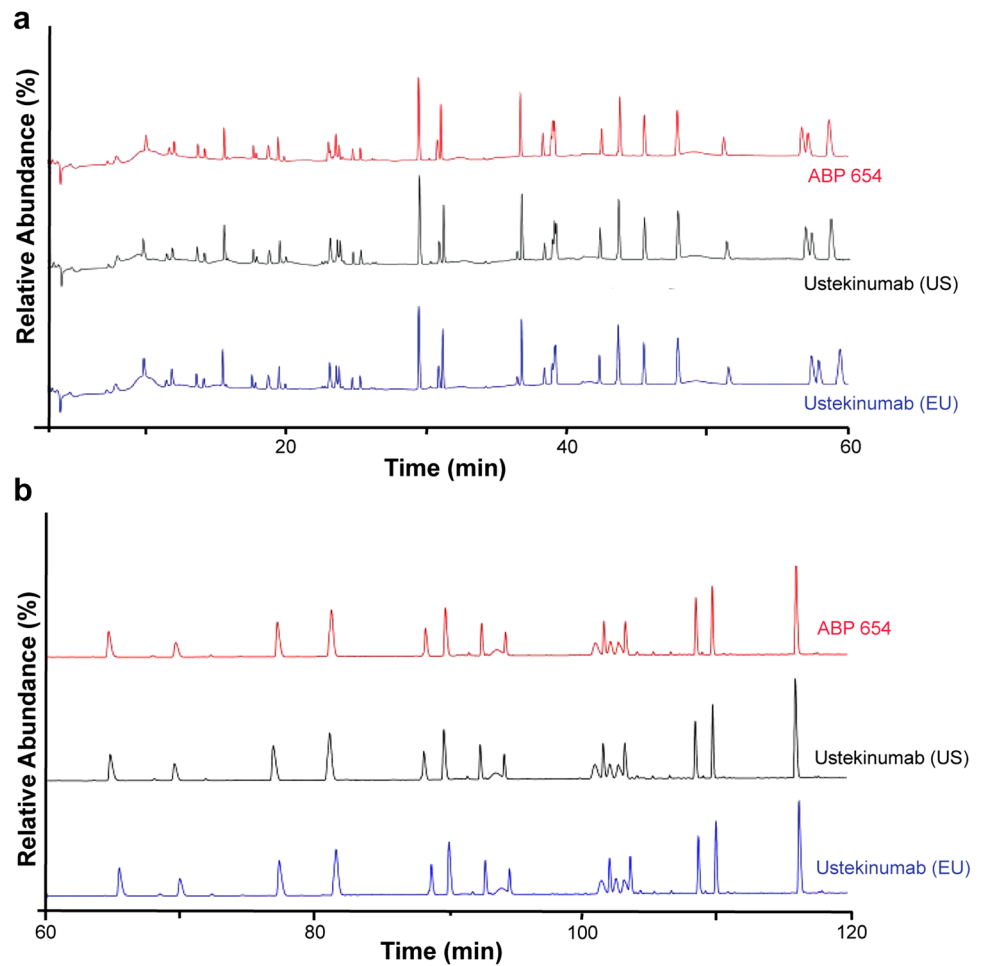 a
Relative Abundance (%)
ABP 654
Ustekinumab (US)
Ustekinumab (EU)
20 40 60
Time (min)
b
Relative Abundance (%)
ABP 654
Ustekinumab (US)
Ustekinumab (EU)
60 80 100 120
Time (min)